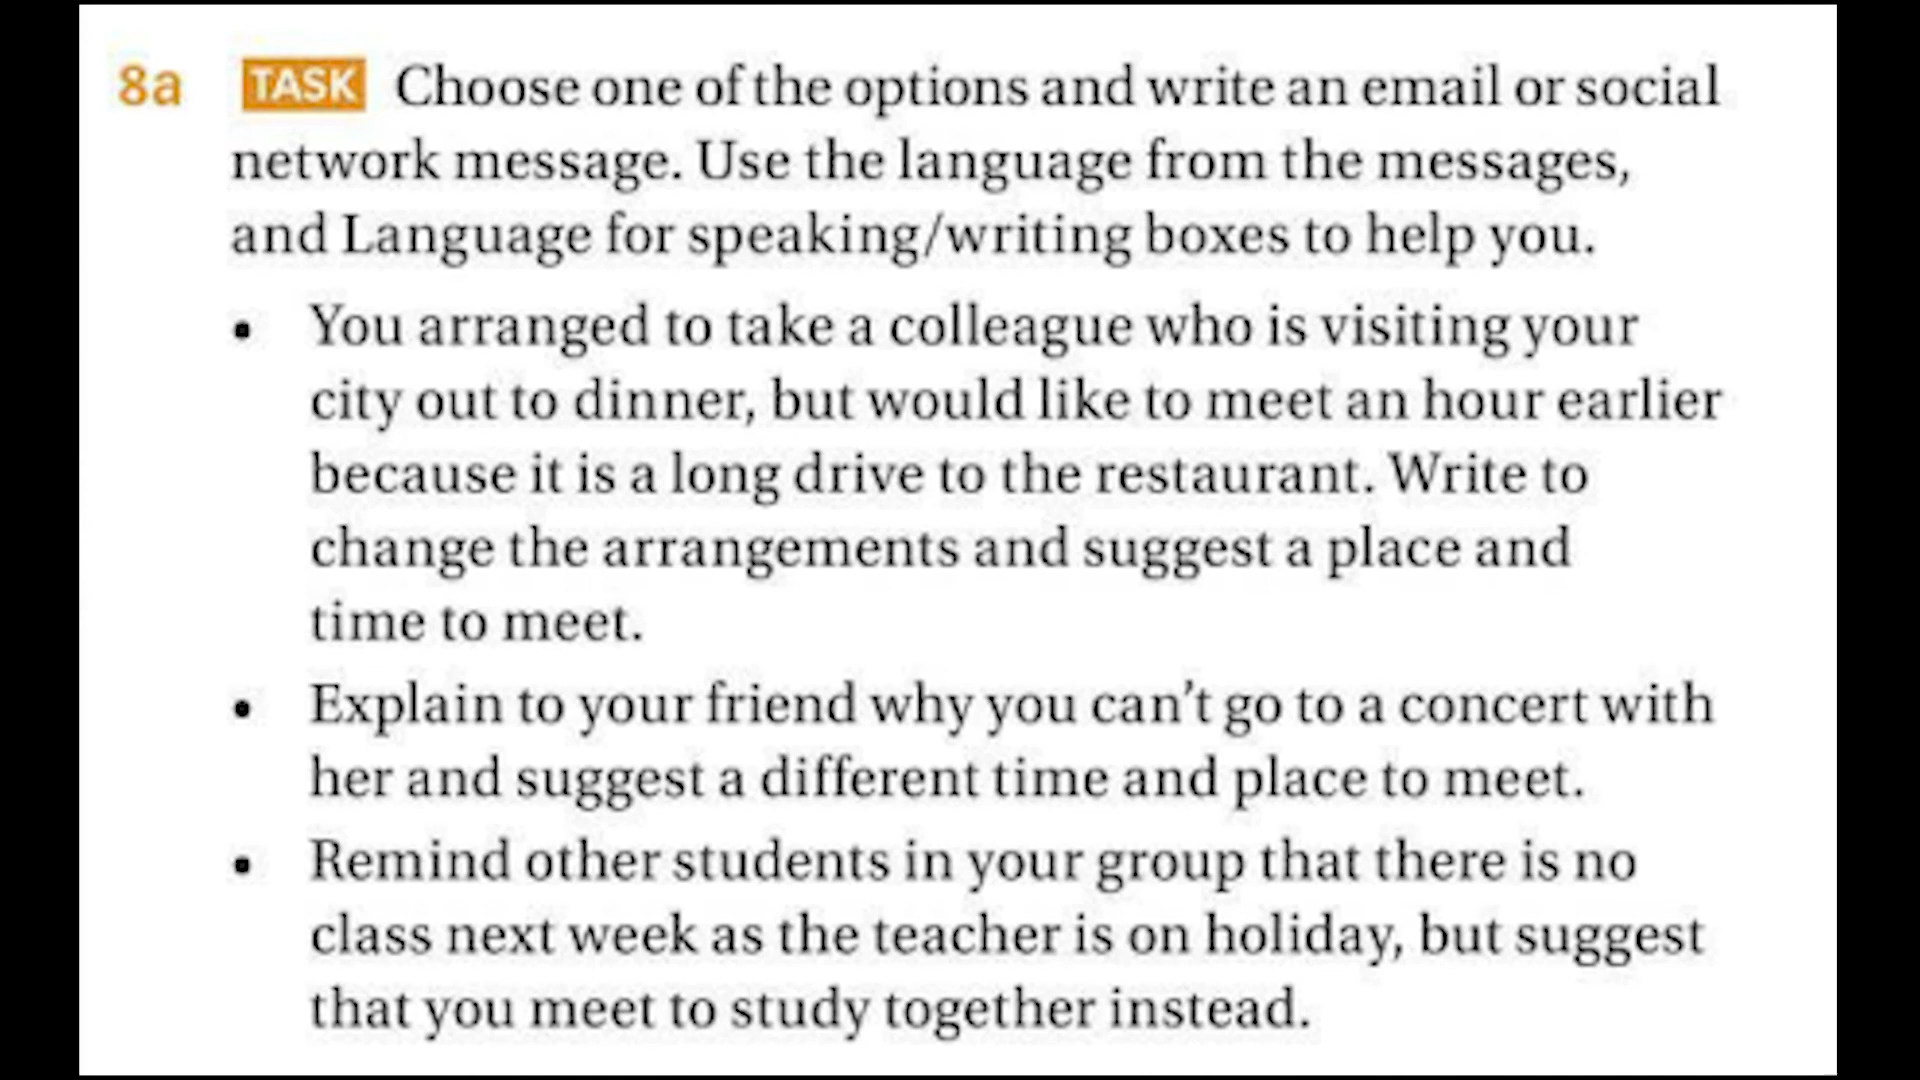 8a TASK Choose one of the options and write an email or social
network message. Use the language from the messages,
and Language for speaking/writing boxes to help you.
• You arranged to take a colleague who is visiting your
city out to dinner, but would like to meet an hour earlier
because it is a long drive to the restaurant. Write to
change the arrangements and suggest a place and
time to meet.
• Explain to your friend why you can't go to a concert with
her and suggest a different time and place to meet.
• Remind other students in your group that there is no
class next week as the teacher is on holiday, but suggest
that you meet to study together instead.